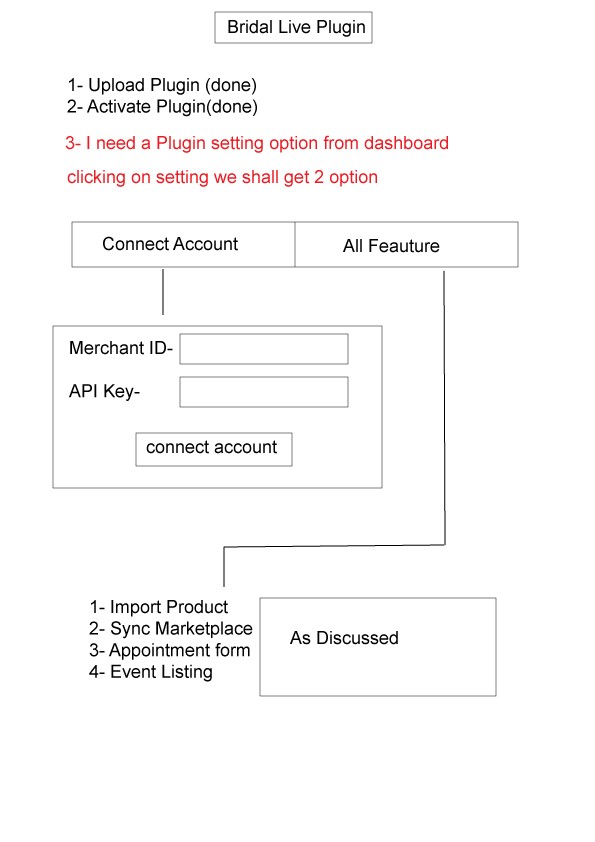 Bridal Live Plugin
1- Upload Plugin (done)
2- Activate Plugin(done)
3- I need a Plugin setting option from dashboard
clicking on setting we shall get 2 option
Connect Account
All Feauture
Merchant ID-
API Key-
connect account
1- Import Product
2- Sync Marketplace
3- Appointment form
4- Event Listing
As Discussed